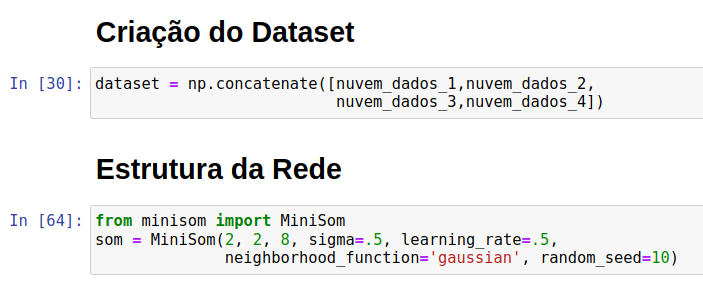 Criação do Dataset
In [30]: dataset = np.concatenate([nuvem_dados_1,nuvem_dados_2,
nuvem_dados_3,nuvem_dados_4])
Estrutura da Rede
In [64]: from minisom import MiniSom
som = MiniSom(2, 2, 8, sigma=.5, learning_rate=.5,
neighborhood_function='gaussian', random_seed=10)